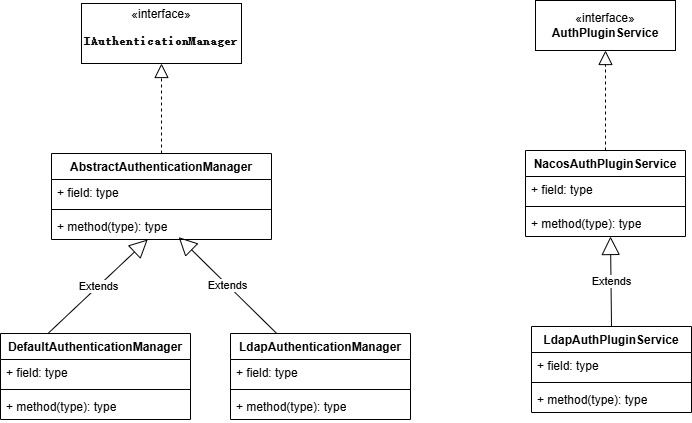 «interface»
IAuthenticationManager
«interface»
AuthPluginService
AbstractAuthenticationManager
+ field: type
+ method(type): type
NacosAuthPluginService
+ field: type
+ method(type): type
Extends
Extends
Extends
DefaultAuthenticationManager
+ field: type
+ method(type): type
LdapAuthenticationManager
+ field: type
+ method(type): type
LdapAuthPluginService
+ field: type
+ method(type): type